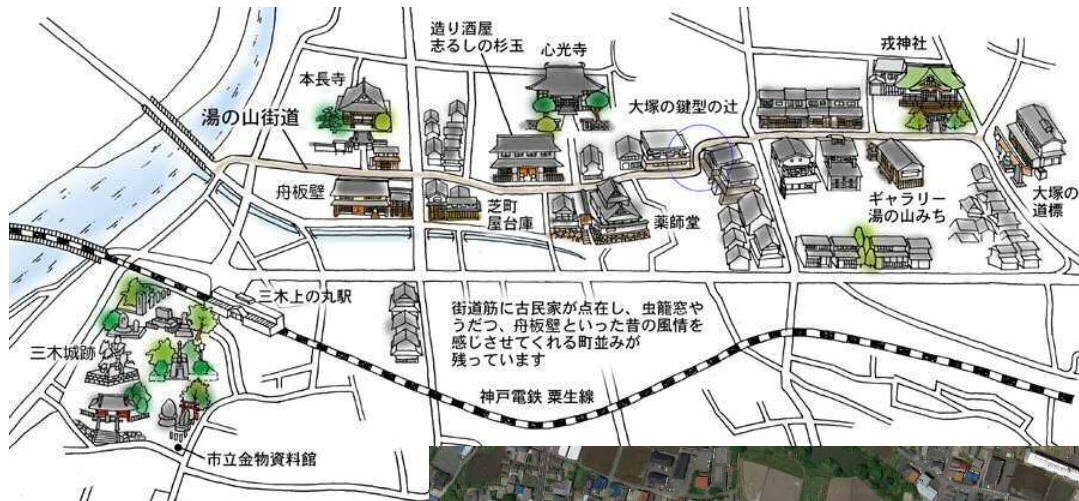 造り酒屋
志るしの杉玉
心光寺
戎神社
本長寺
大塚の鍵型の辻
湯の山街道
舟板壁
芝町
屋台庫
薬師堂
ギャラリー
湯の山みち
大塚の
道標
三木上の丸駅
街道筋に古民家が点在し、虫籠窓や
うだつ、舟板壁といった昔の風情を
感じさせてくれる町並みが
残っています
三木城跡
神戸電鉄 粟生線
市立金物資料館